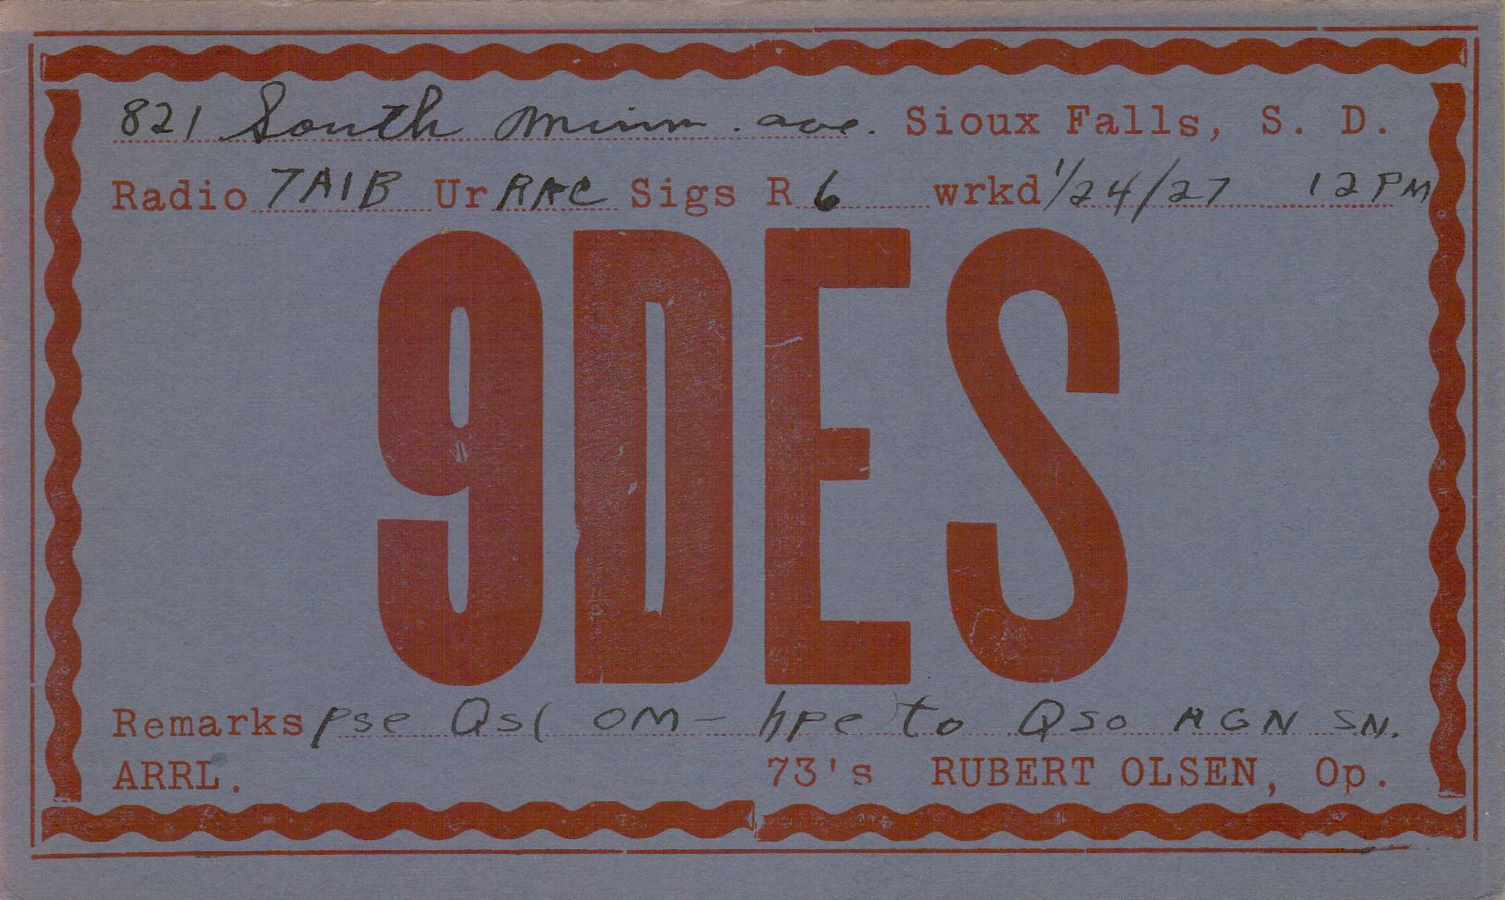 821 South Minn. ave. Sioux Falls, S. D.
Radio 7AIB Ur RAC Sigs R 6 wrkd 1/24/27 12 PM
9DES
Remarks pse Qsl OM – hpe to Qso AGN SN.
ARRL. 73's RUBERT OLSEN, Op.